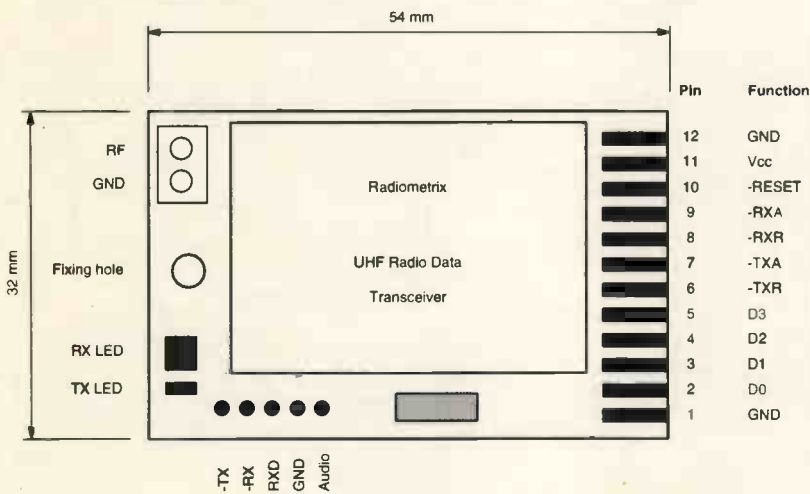 54 mm
Pin Function
12 GND
11 Vcc
10 -RESET
9 -RXA
8 -RXR
7 -TXA
6 -TXR
5 D3
4 D2
3 D1
2 D0
1 GND
RF
GND
Fixing hole
RX LED
TX LED
32 mm
Radiometrix
UHF Radio Data
Transceiver
-TX
-RX
RXD
GND
Audio